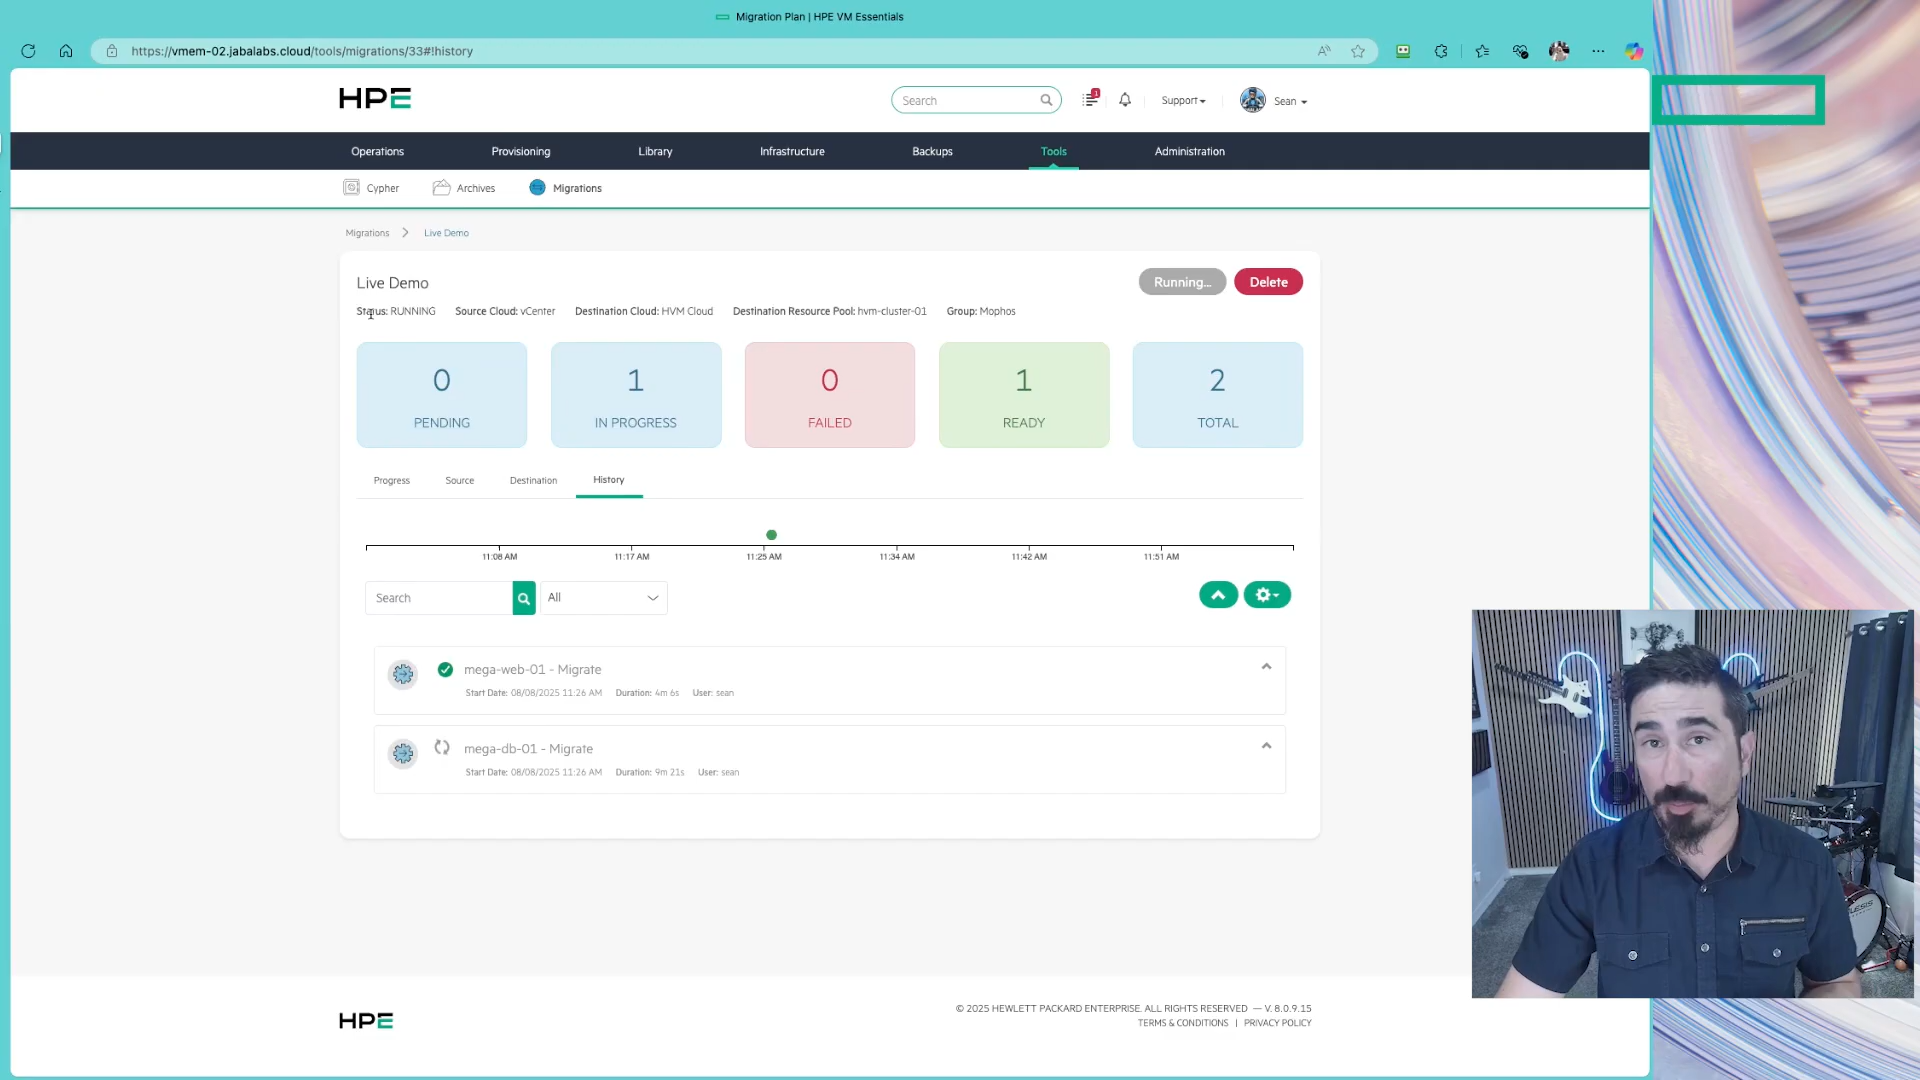 Migration Plan | HPE VM Essentials
https://vmem-02.jabalabs.cloud/tools/migrations/33#!history
HPE
Search
1
Support
Sean
Operations
Provisioning
Library
Infrastructure
Backups
Tools
Administration
Cypher
Archives
Migrations
Migrations
Live Demo
Live Demo
Running...
Delete
Status: RUNNING
Source Cloud: vCenter
Destination Cloud: HVM Cloud
Destination Resource Pool: hvm-cluster-01
Group: Mophos
0
PENDING
1
IN PROGRESS
0
FAILED
1
READY
2
TOTAL
Progress
Source
Destination
History
11:08 AM
11:17 AM
11:25 AM
11:34 AM
11:42 AM
11:51 AM
Search
All
mega-web-01 - Migrate
Start Date: 08/08/2025 11:26 AM
Duration: 4m 6s
User: sean
mega-db-01 - Migrate
Start Date: 08/08/2025 11:26 AM
Duration: 9m 21s
User: sean
HPE
© 2025 HEWLETT PACKARD ENTERPRISE. ALL RIGHTS RESERVED — V. 8.0.9.15
TERMS & CONDITIONS | PRIVACY POLICY